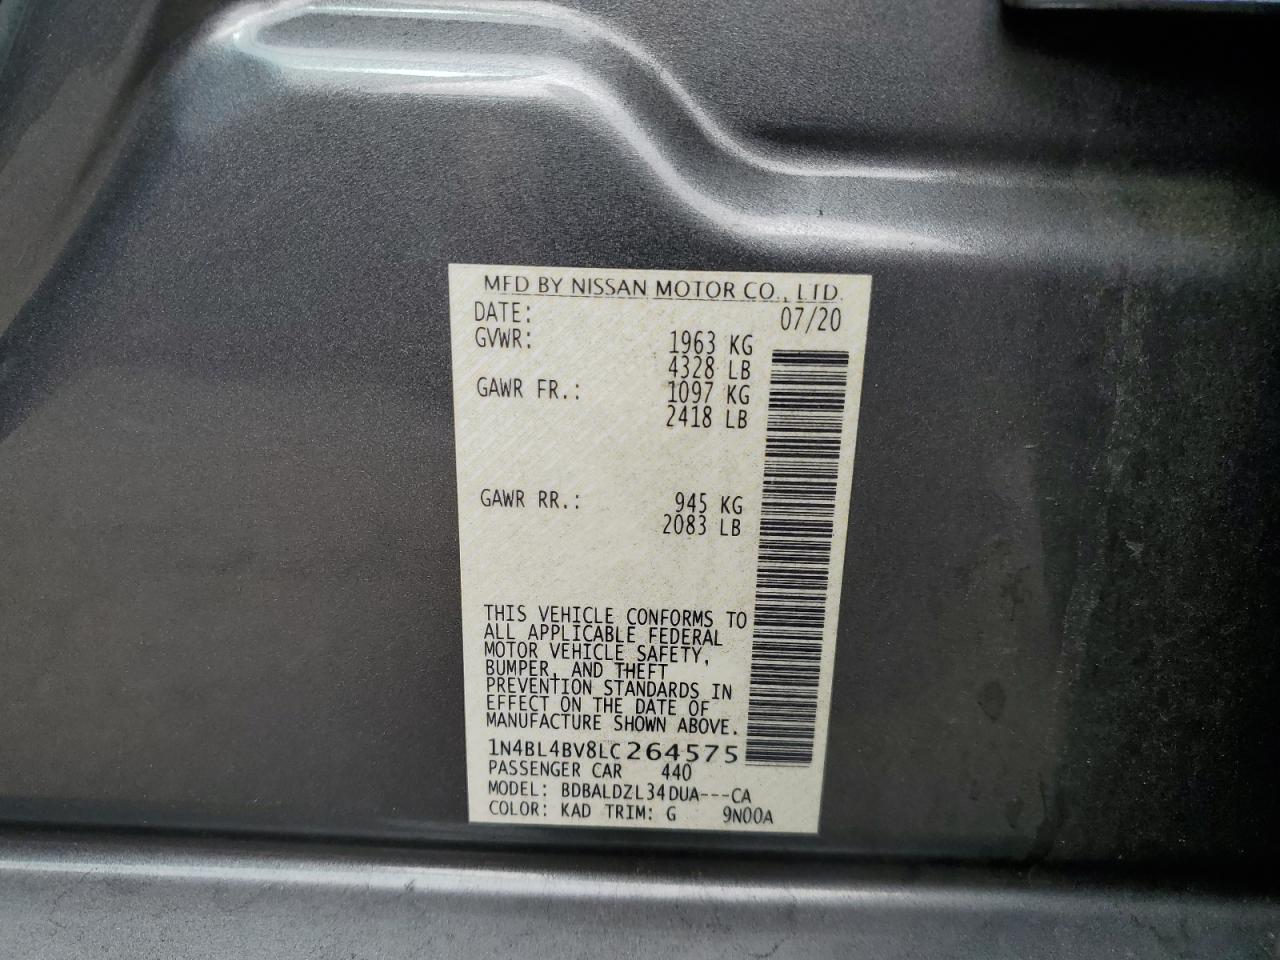 MFD BY NISSAN MOTOR CO., LTD.
DATE: 07/20
GVWR: 1963 KG
4328 LB
GAWR FR.: 1097 KG
2418 LB
GAWR RR.: 945 KG
2083 LB
THIS VEHICLE CONFORMS TO
ALL APPLICABLE FEDERAL
MOTOR VEHICLE SAFETY,
BUMPER, AND THEFT
PREVENTION STANDARDS IN
EFFECT ON THE DATE OF
MANUFACTURE SHOWN ABOVE.
1N4BL4BV8LC264575
PASSENGER CAR 440
MODEL: BDBALDZL34DUA---CA
COLOR: KAD TRIM: G 9N00A